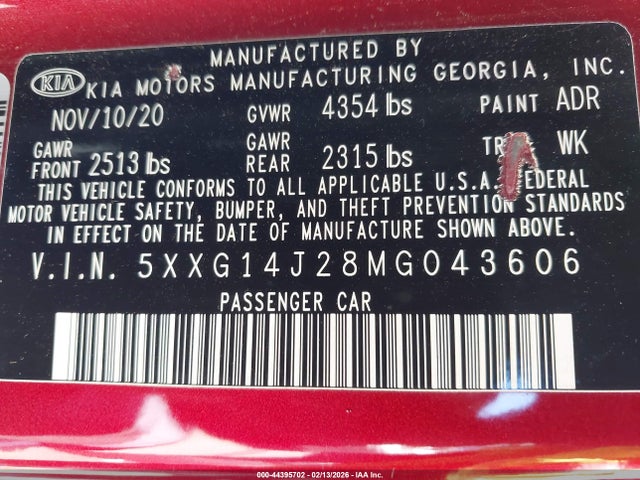 MANUFACTURED BY
KIA KIA MOTORS MANUFACTURING GEORGIA, INC.
NOV/10/20 GVWR 4354 lbs PAINT ADR
GAWR FRONT 2513 lbs GAWR REAR 2315 lbs WK
THIS VEHICLE CONFORMS TO ALL APPLICABLE U.S.A. FEDERAL
MOTOR VEHICLE SAFETY, BUMPER, AND THEFT PREVENTION STANDARDS
IN EFFECT ON THE DATE OF MANUFACTURE SHOWN ABOVE.
V.I.N. 5XXG14J28MG043606
PASSENGER CAR
000-44395702 - 02/13/2026 - IAA Inc.